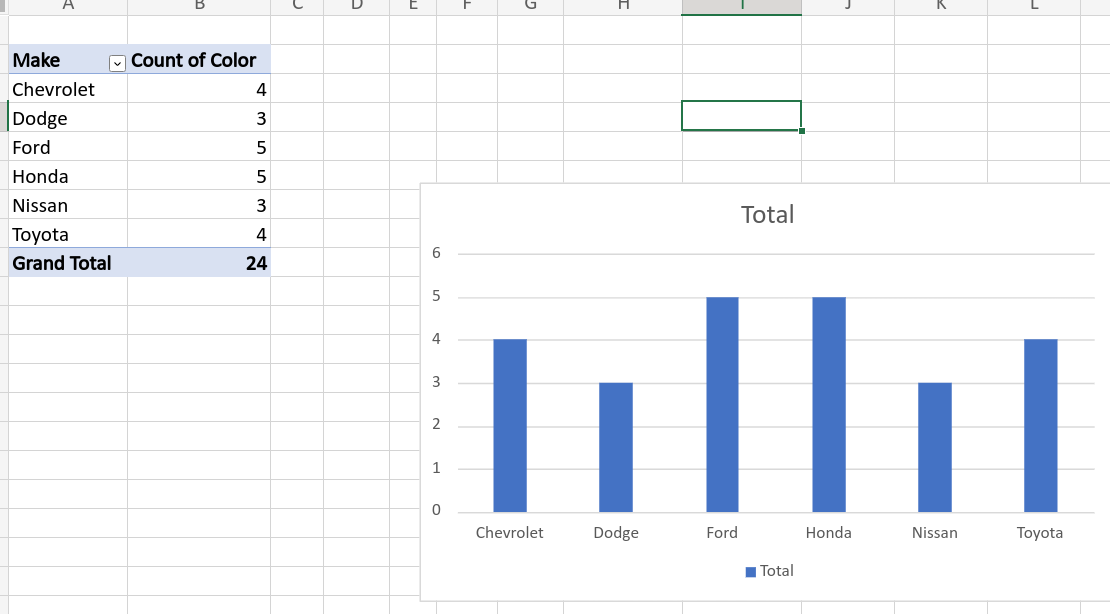 A B C D E F G H I J K L
Make Count of Color
Chevrolet 4
Dodge 3
Ford 5
Honda 5
Nissan 3
Toyota 4
Grand Total 24
Total
6
5
4
3
2
1
0
Chevrolet Dodge Ford Honda Nissan Toyota
Total